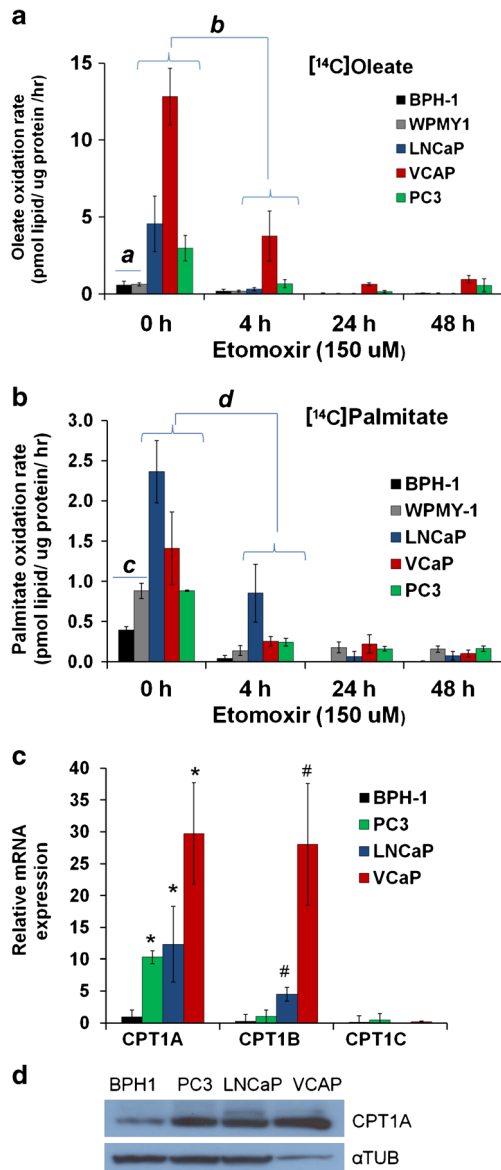 a
b
[¹⁴C]Oleate
BPH-1
WPMY1
LNCaP
VCAP
PC3
a
Oleate oxidation rate
(pmol lipid/ ug protein /hr)
15
10
5
0
0 h 4 h 24 h 48 h
Etomoxir (150 uM)
b
d
[¹⁴C]Palmitate
BPH-1
WPMY-1
LNCaP
VCaP
PC3
c
Palmitate oxidation rate
(pmol lipid/ ug protein/ hr)
3.0
2.5
2.0
1.5
1.0
0.5
0.0
0 h 4 h 24 h 48 h
Etomoxir (150 uM)
c
Relative mRNA
expression
40
35
30
25
20
15
10
5
0
* * *
# #
BPH-1
PC3
LNCaP
VCaP
CPT1A CPT1B CPT1C
d
BPH1 PC3 LNCaP VCAP
CPT1A
αTUB